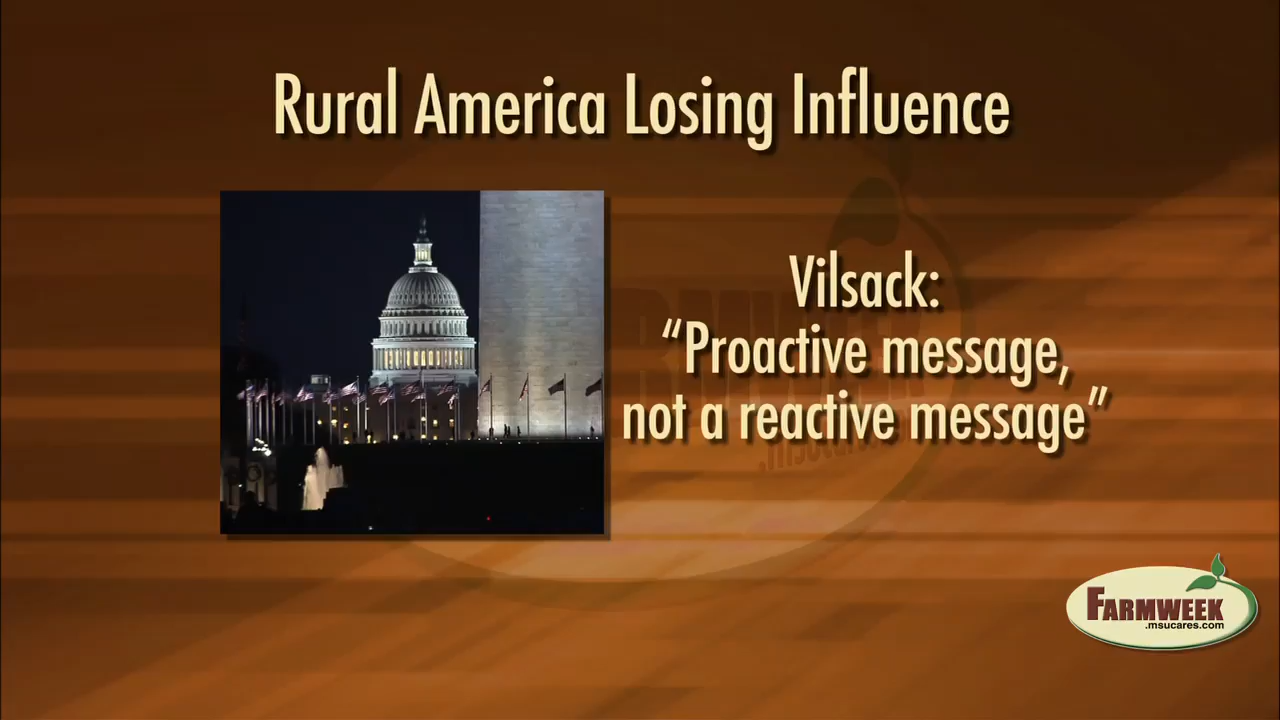 Rural America Losing Influence
Vilsack:
“Proactive message,
not a reactive message”
FARMWEEK
.msucares.com